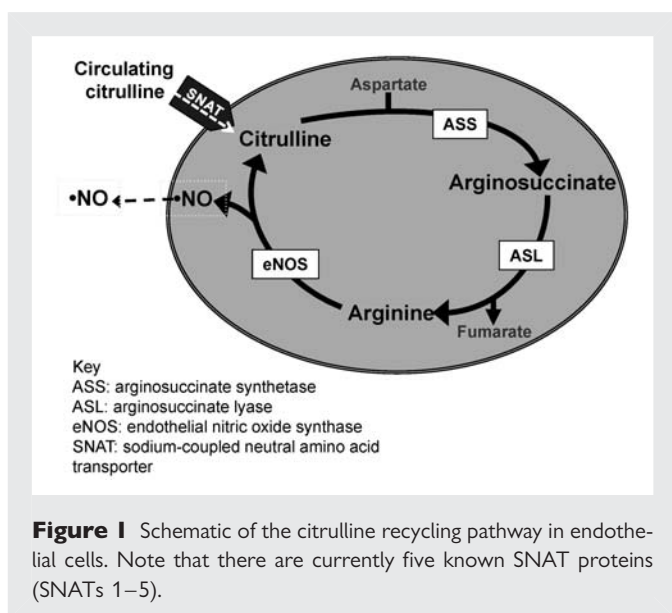 Circulating
citrulline
SNAT
Aspartate
Citrulline
ASS
Arginosuccinate
•NO
•NO
eNOS
ASL
Arginine
Fumarate
Key
ASS: arginosuccinate synthetase
ASL: arginosuccinate lyase
eNOS: endothelial nitric oxide synthase
SNAT: sodium-coupled neutral amino acid
transporter
Figure 1 Schematic of the citrulline recycling pathway in endothe-
lial cells. Note that there are currently five known SNAT proteins
(SNATs 1–5).